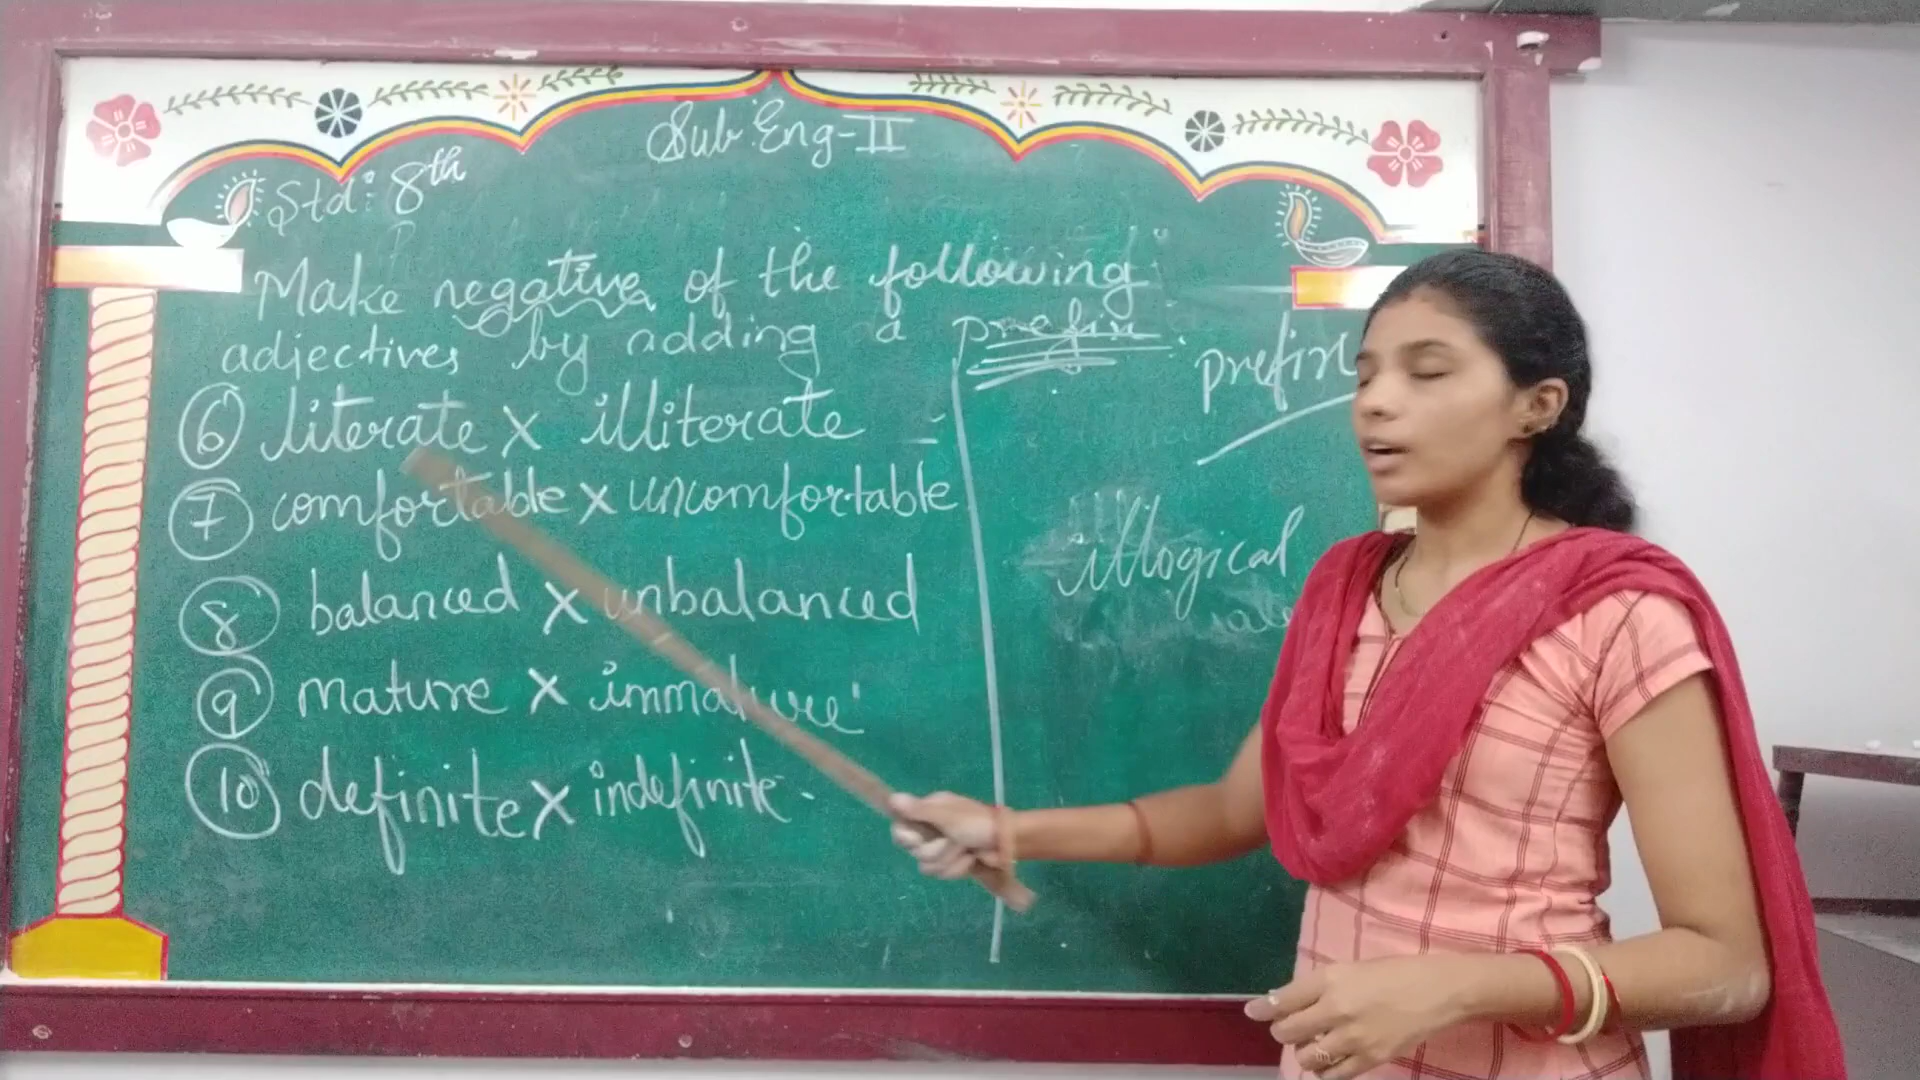 Sub: Eng-II
Std: 8th
Make negative of the following
adjectives by adding a prefix
prefix
6 literate X illiterate
7 comfortable X uncomfortable
8 balanced X unbalanced
9 mature X immature
10 definite X indefinite.
illogical